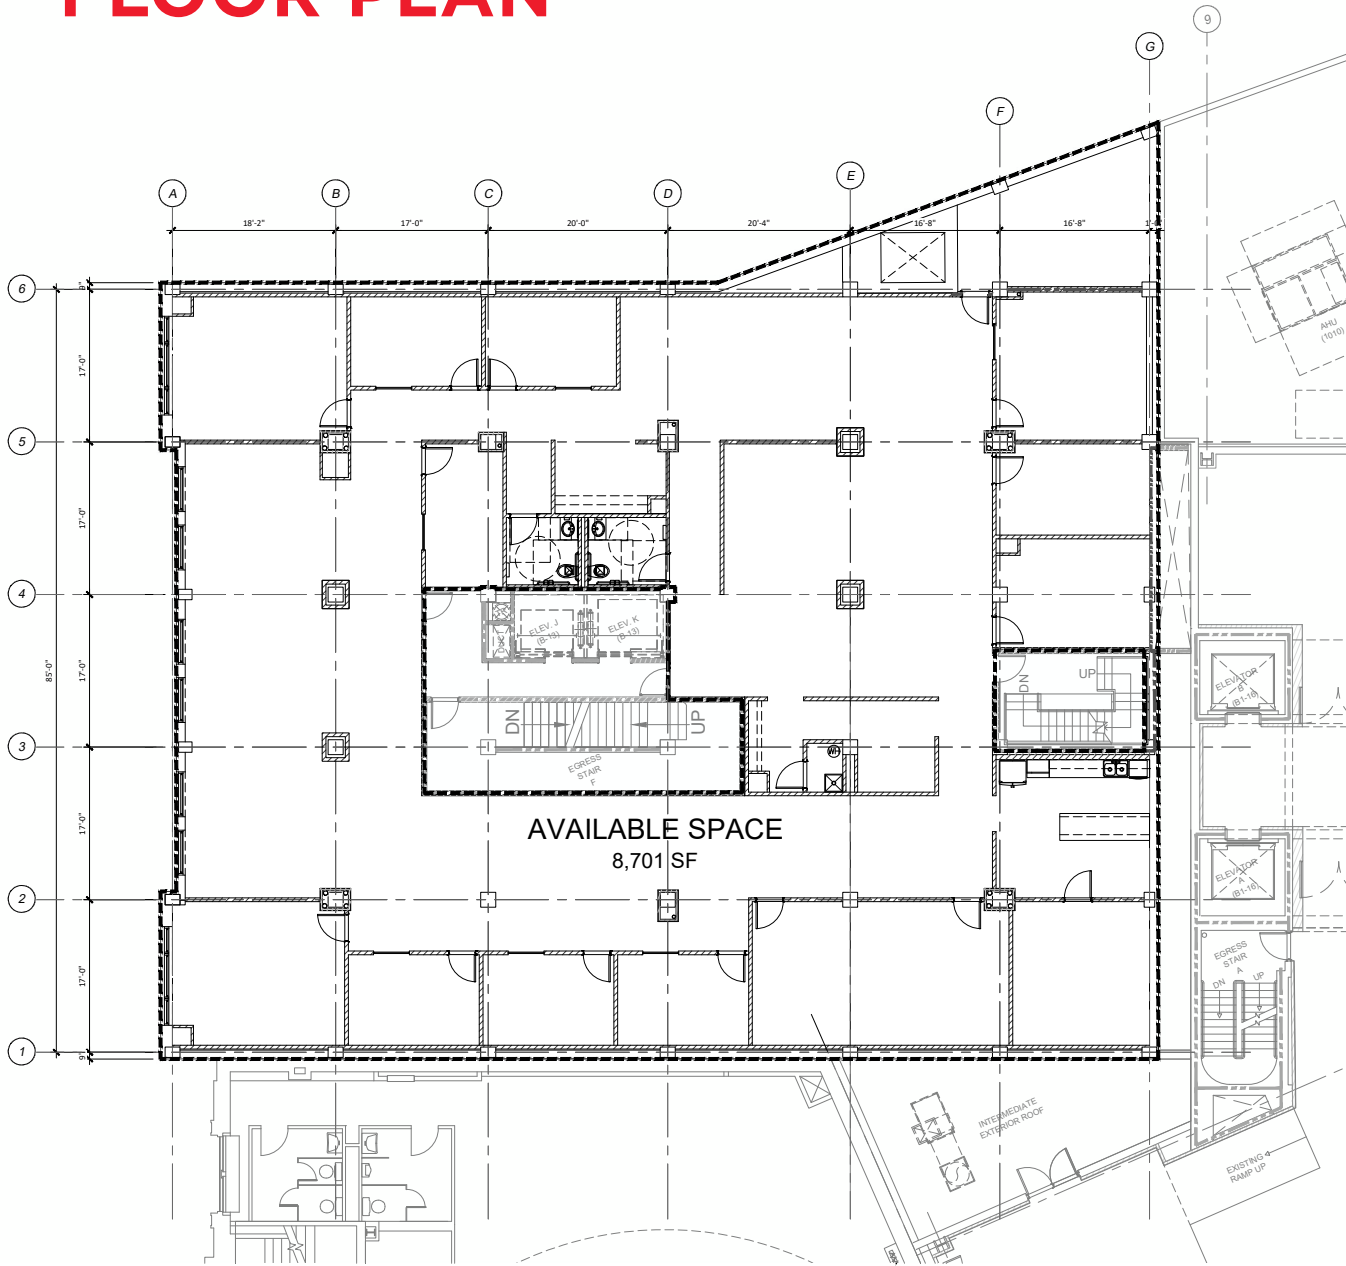 FLOOR PLAN
9
G
F
A
B
C
D
E
18'-2"
17'-0"
20'-0"
20'-4"
16'-8"
16'-8"
6
17'-0"
AHU
(1010)
5
17'-0"
4
ELEV. J
(B-13)
ELEV. K
(B-13)
85'-0"
17'-0"
DN
UP
DN
UP
ELEVATOR
B
(B1-16)
3
EGRESS
STAIR
F
WH
17'-0"
AVAILABLE SPACE
8,701 SF
ELEVATOR
A
(B1-16)
2
17'-0"
EGRESS
STAIR
A
DN
UP
1
9"
INTERMEDIATE
EXTERIOR ROOF
EXISTING
RAMP UP